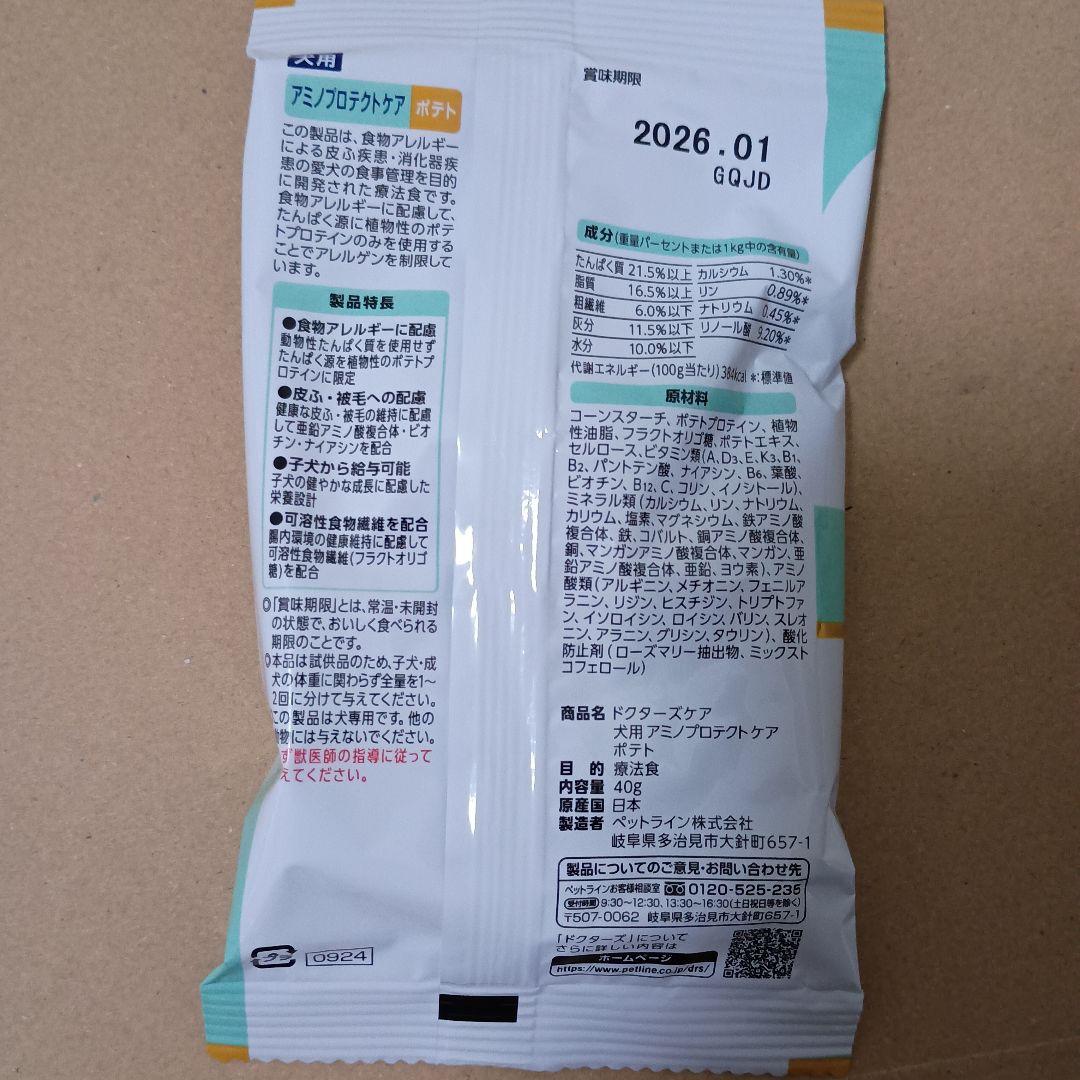 犬用
アミノプロテクトケア ポテト
この製品は、食物アレルギー
による皮ふ疾患・消化器疾
患の愛犬の食事管理を目的
に開発された療法食です。
食物アレルギーに配慮して、
たんぱく源に植物性のポテ
トプロテインのみを使用する
ことでアレルゲンを制限して
います。
製品特長
●食物アレルギーに配慮
動物性たんぱく質を使用せず
たんぱく源を植物性のポテトプ
ロテインに限定
●皮ふ・被毛への配慮
健康な皮ふ・被毛の維持に配慮
して亜鉛アミノ酸複合体・ビオ
チン・ナイアシンを配合
●子犬から給与可能
子犬の健やかな成長に配慮した
栄養設計
●可溶性食物繊維を配合
腸内環境の健康維持に配慮して
可溶性食物繊維(フラクトオリゴ
糖)を配合
◎「賞味期限」とは、常温・未開封
の状態で、おいしく食べられる
期限のことです。
◎本品は試供品のため、子犬・成
犬の体重に関わらず全量を1〜
2回に分けて与えてください。
この製品は犬専用です。他の
物には与えないでください。
ず獣医師の指導に従って
えてください。
0924
賞味期限
2026.01
GQJD
成分(重量パーセントまたは1kg中の含有量)
たんぱく質 21.5%以上 カルシウム 1.30%*
脂質 16.5%以上 リン 0.89%*
粗繊維 6.0%以下 ナトリウム 0.45%*
灰分 11.5%以下 リノール酸 9.20%*
水分 10.0%以下
代謝エネルギー(100g当たり)384kcal *:標準値
原材料
コーンスターチ、ポテトプロテイン、植物
性油脂、フラクトオリゴ糖、ポテトエキス、
セルロース、ビタミン類(A、D3、E、K3、B1、
B2、パントテン酸、ナイアシン、B6、葉酸、
ビオチン、B12、C、コリン、イノシトール)、
ミネラル類(カルシウム、リン、ナトリウム、
カリウム、塩素、マグネシウム、鉄アミノ酸
複合体、鉄、コバルト、銅アミノ酸複合体、
銅、マンガンアミノ酸複合体、マンガン、亜
鉛アミノ酸複合体、亜鉛、ヨウ素)、アミノ
酸類(アルギニン、メチオニン、フェニルア
ラニン、リジン、ヒスチジン、トリプトファ
ン、イソロイシン、ロイシン、バリン、スレオ
ニン、アラニン、グリシン、タウリン)、酸化
防止剤(ローズマリー抽出物、ミックスト
コフェロール)
商品名 ドクターズケア
犬用 アミノプロテクト ケア
ポテト
目的 療法食
内容量 40g
原産国 日本
製造者 ペットライン株式会社
岐阜県多治見市大針町657-1
製品についてのご意見・お問い合わせ先
ペットラインお客様相談室 0120-525-235
受付時間 9:30〜12:30、13:30〜16:30(土日祝日等を除く)
〒507-0062 岐阜県多治見市大針町657-1
「ドクターズ」について
さらに詳しい内容は
ホームページ
https://www.petline.co.jp/drs/